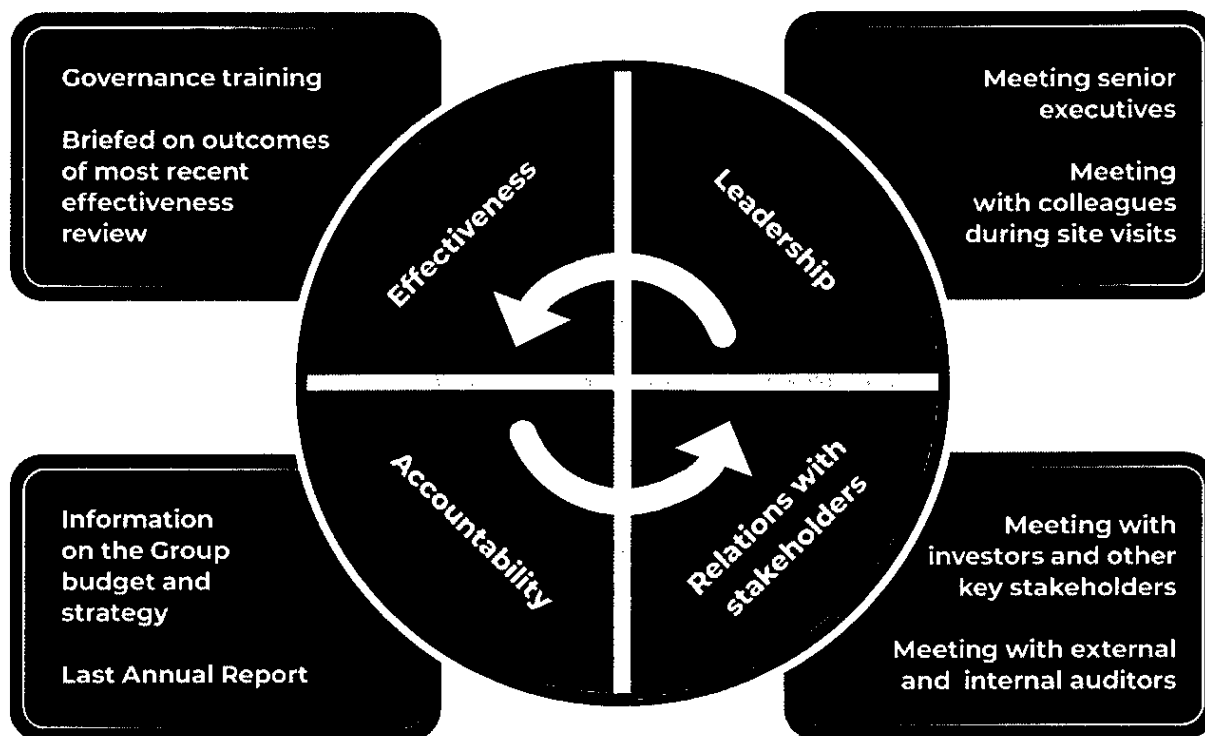 Governance training
Briefed on outcomes
of most recent
effectiveness
review
Effectiveness
Leadership
Meeting senior
executives
Meeting
with colleagues
during site visits
Information
on the Group
budget and
strategy
Last Annual Report
Accountability
Relations with
stakeholders
Meeting with
investors and other
key stakeholders
Meeting with external
and internal auditors